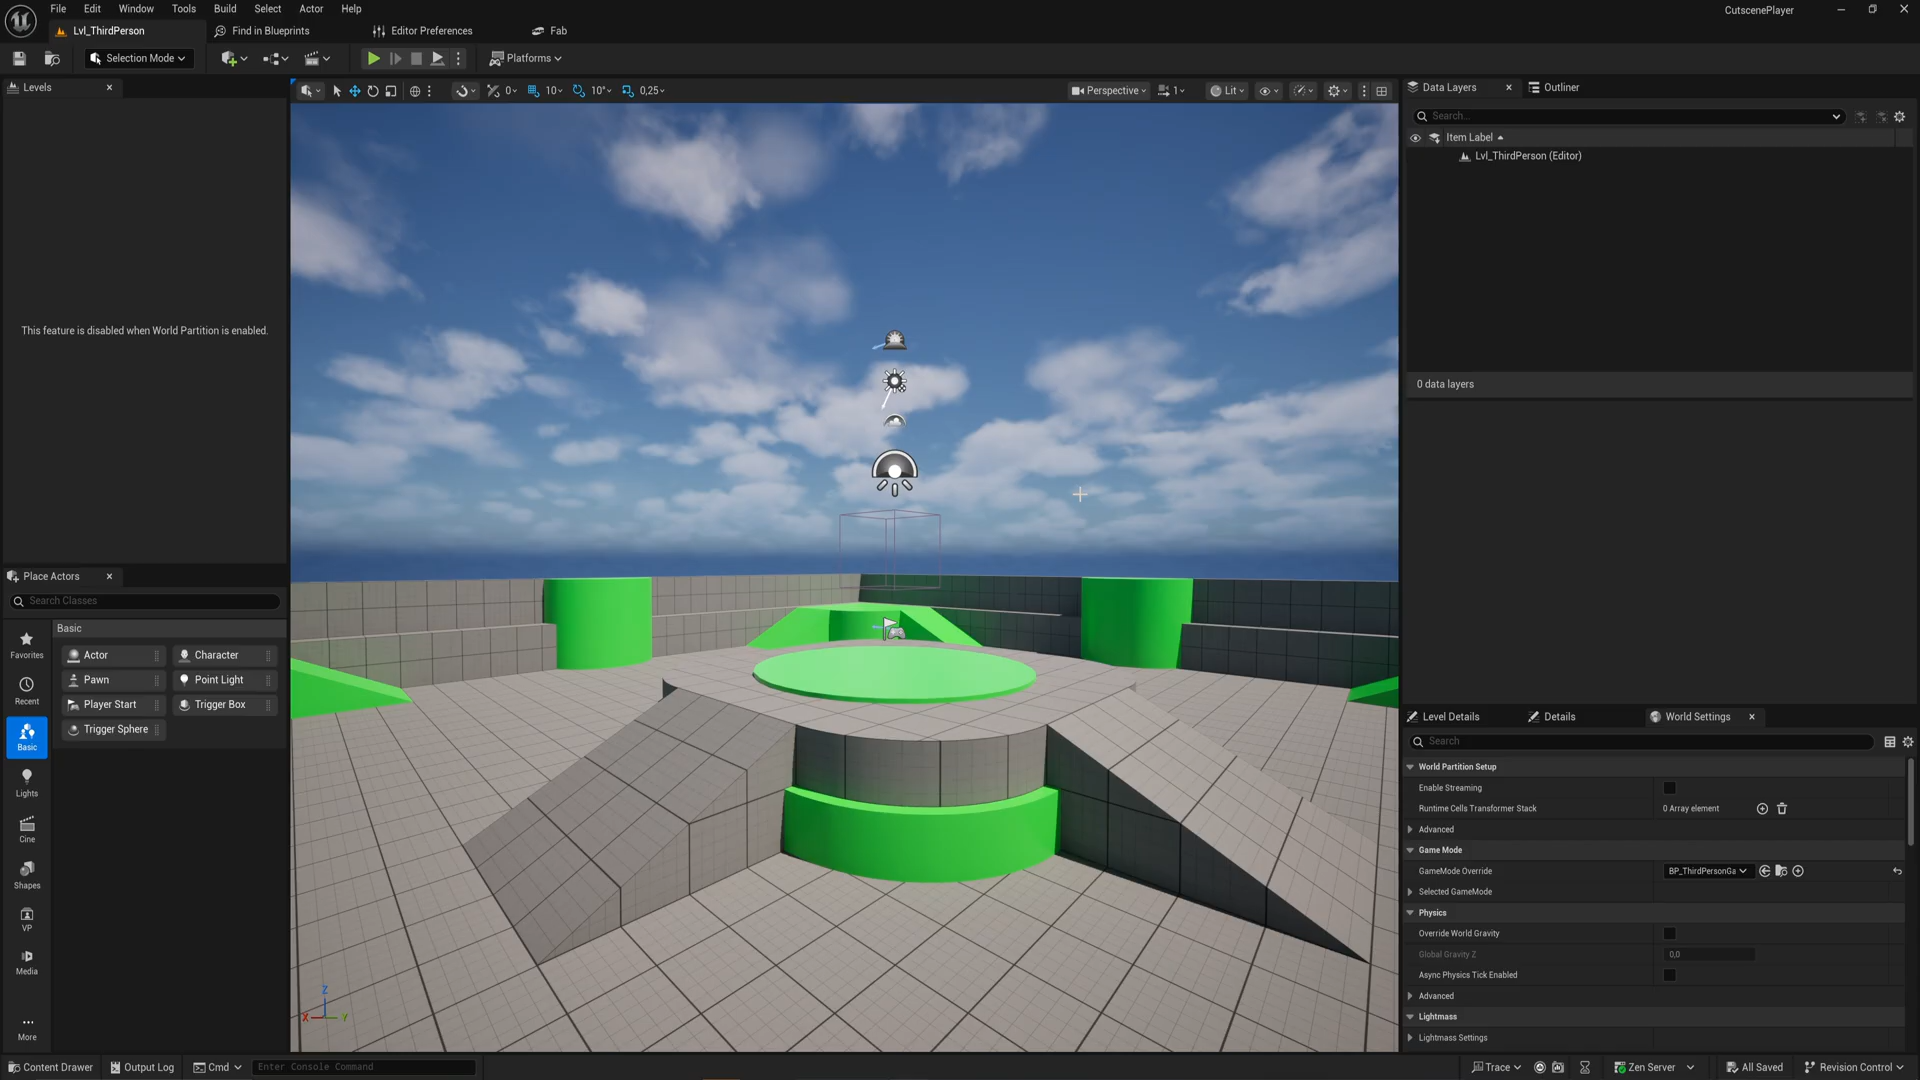 File Edit Window Tools Build Select Actor Help
CutscenePlayer
Lvl_ThirdPerson
Find in Blueprints
Editor Preferences
Fab
Selection Mode
Platforms
Levels
This feature is disabled when World Partition is enabled.
0
10
10°
0,25
Perspective
1
Lit
Data Layers
Outliner
Search...
Item Label
Lvl_ThirdPerson (Editor)
0 data layers
Place Actors
Search Classes
Favorites
Recent
Basic
Lights
Cine
Shapes
VP
Media
More
Basic
Actor
Character
Pawn
Point Light
Player Start
Trigger Box
Trigger Sphere
Z
X
Y
Level Details
Details
World Settings
Search
World Partition Setup
Enable Streaming
Runtime Cells Transformer Stack
0 Array element
Advanced
Game Mode
GameMode Override
BP_ThirdPersonGa
Selected GameMode
Physics
Override World Gravity
Global Gravity Z
0,0
Async Physics Tick Enabled
Advanced
Lightmass
Lightmass Settings
Content Drawer
Output Log
Cmd
Enter Console Command
Trace
Zen Server
All Saved
Revision Control